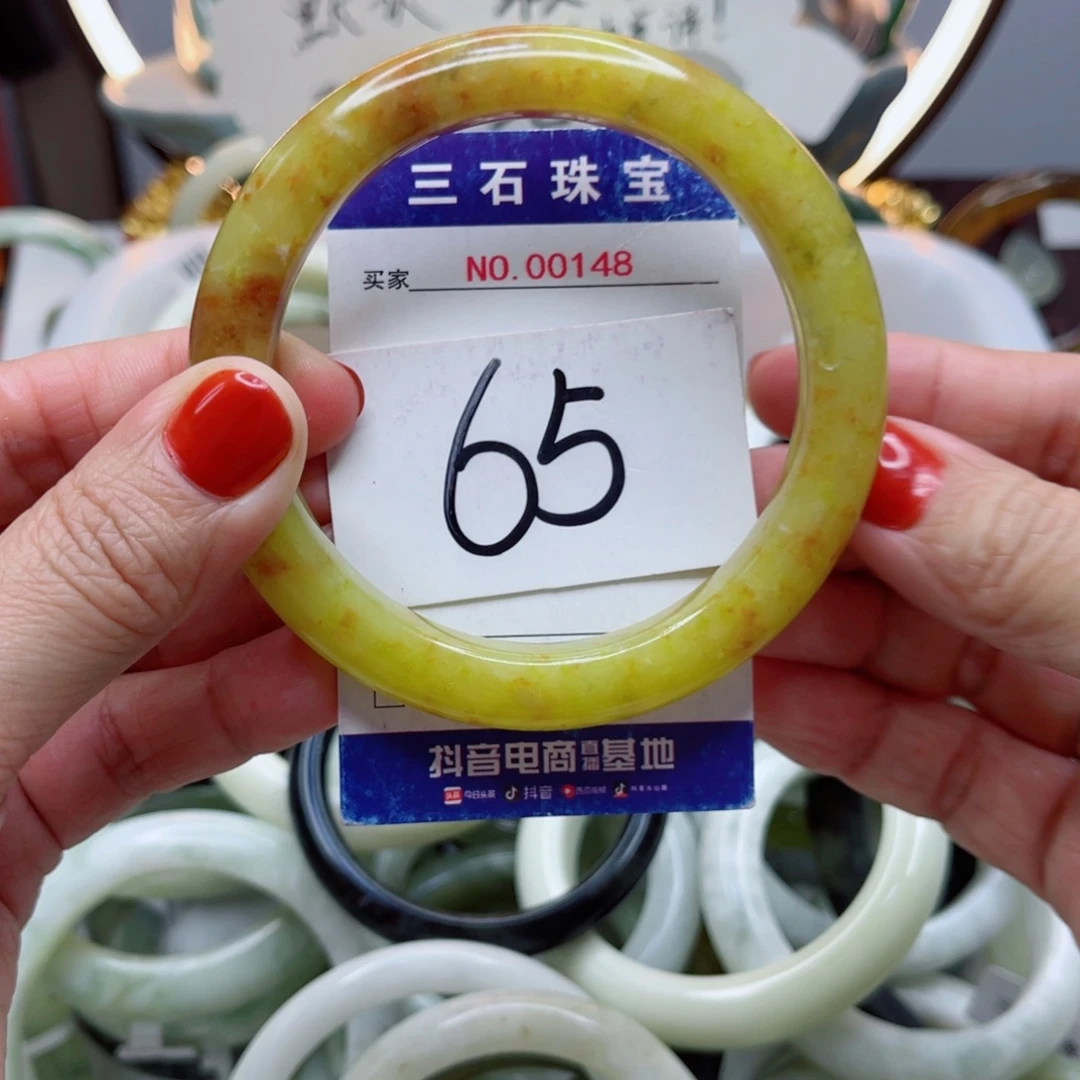 三石珠宝
买家 NO.00148
65
抖音电商直播基地
今日头条 抖音 西瓜视频